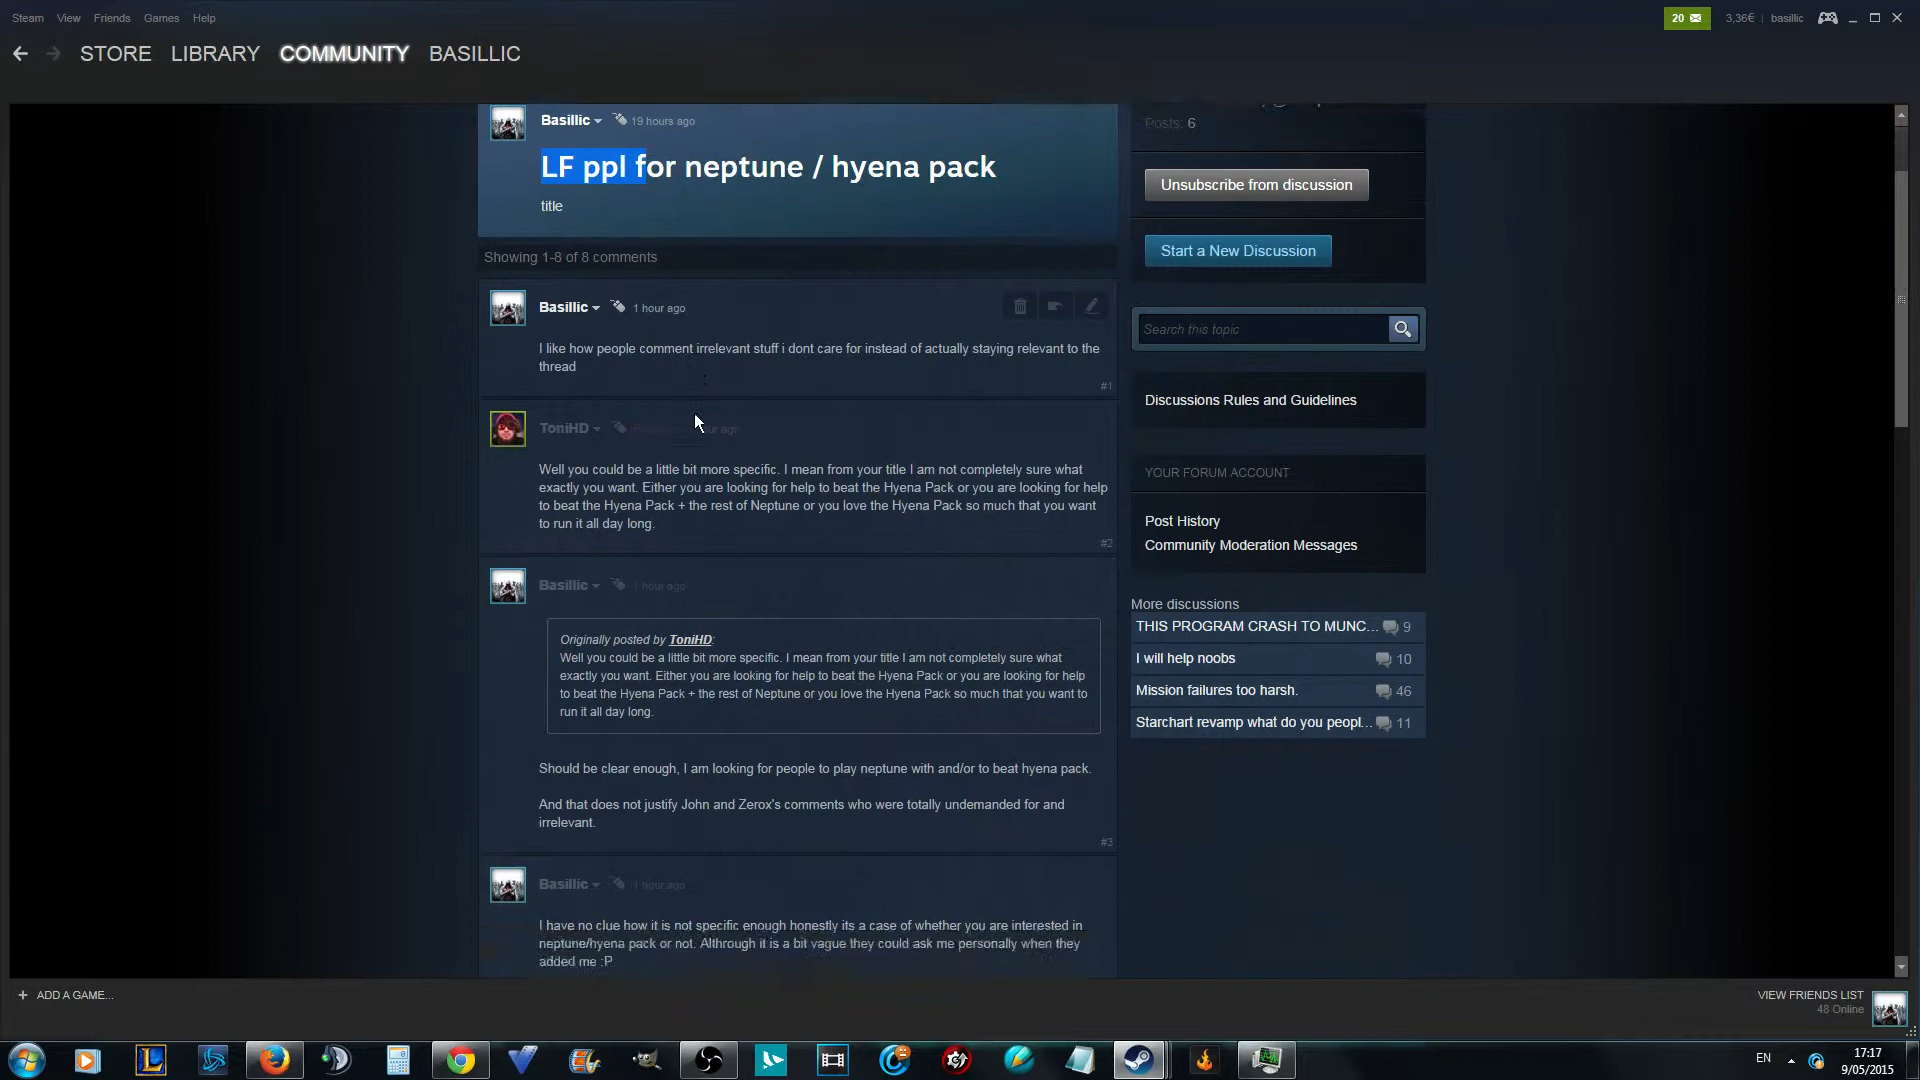 Steam View Friends Games Help
20
3,36€ | basillic
STORE LIBRARY COMMUNITY BASILLIC
Basillic 19 hours ago
LF ppl for neptune / hyena pack
title
Showing 1-8 of 8 comments
Basillic 1 hour ago
I like how people comment irrelevant stuff i dont care for instead of actually staying relevant to the
thread
#1
ToniHD
Well you could be a little bit more specific. I mean from your title I am not completely sure what
exactly you want. Either you are looking for help to beat the Hyena Pack or you are looking for help
to beat the Hyena Pack + the rest of Neptune or you love the Hyena Pack so much that you want
to run it all day long.
#2
Basillic 1 hour ago
Originally posted by ToniHD:
Well you could be a little bit more specific. I mean from your title I am not completely sure what
exactly you want. Either you are looking for help to beat the Hyena Pack or you are looking for help
to beat the Hyena Pack + the rest of Neptune or you love the Hyena Pack so much that you want to
run it all day long.
Should be clear enough, I am looking for people to play neptune with and/or to beat hyena pack.
And that does not justify John and Zerox's comments who were totally undemanded for and
irrelevant.
#3
Basillic 1 hour ago
I have no clue how it is not specific enough honestly its a case of whether you are interested in
neptune/hyena pack or not. Althrough it is a bit vague they could ask me personally when they
added me :P
Posts: 6
Unsubscribe from discussion
Start a New Discussion
Search this topic
Discussions Rules and Guidelines
YOUR FORUM ACCOUNT
Post History
Community Moderation Messages
More discussions
THIS PROGRAM CRASH TO MUNC... 9
I will help noobs 10
Mission failures too harsh. 46
Starchart revamp what do you peopl... 11
+ ADD A GAME...
VIEW FRIENDS LIST
48 Online
EN
17:17
9/05/2015